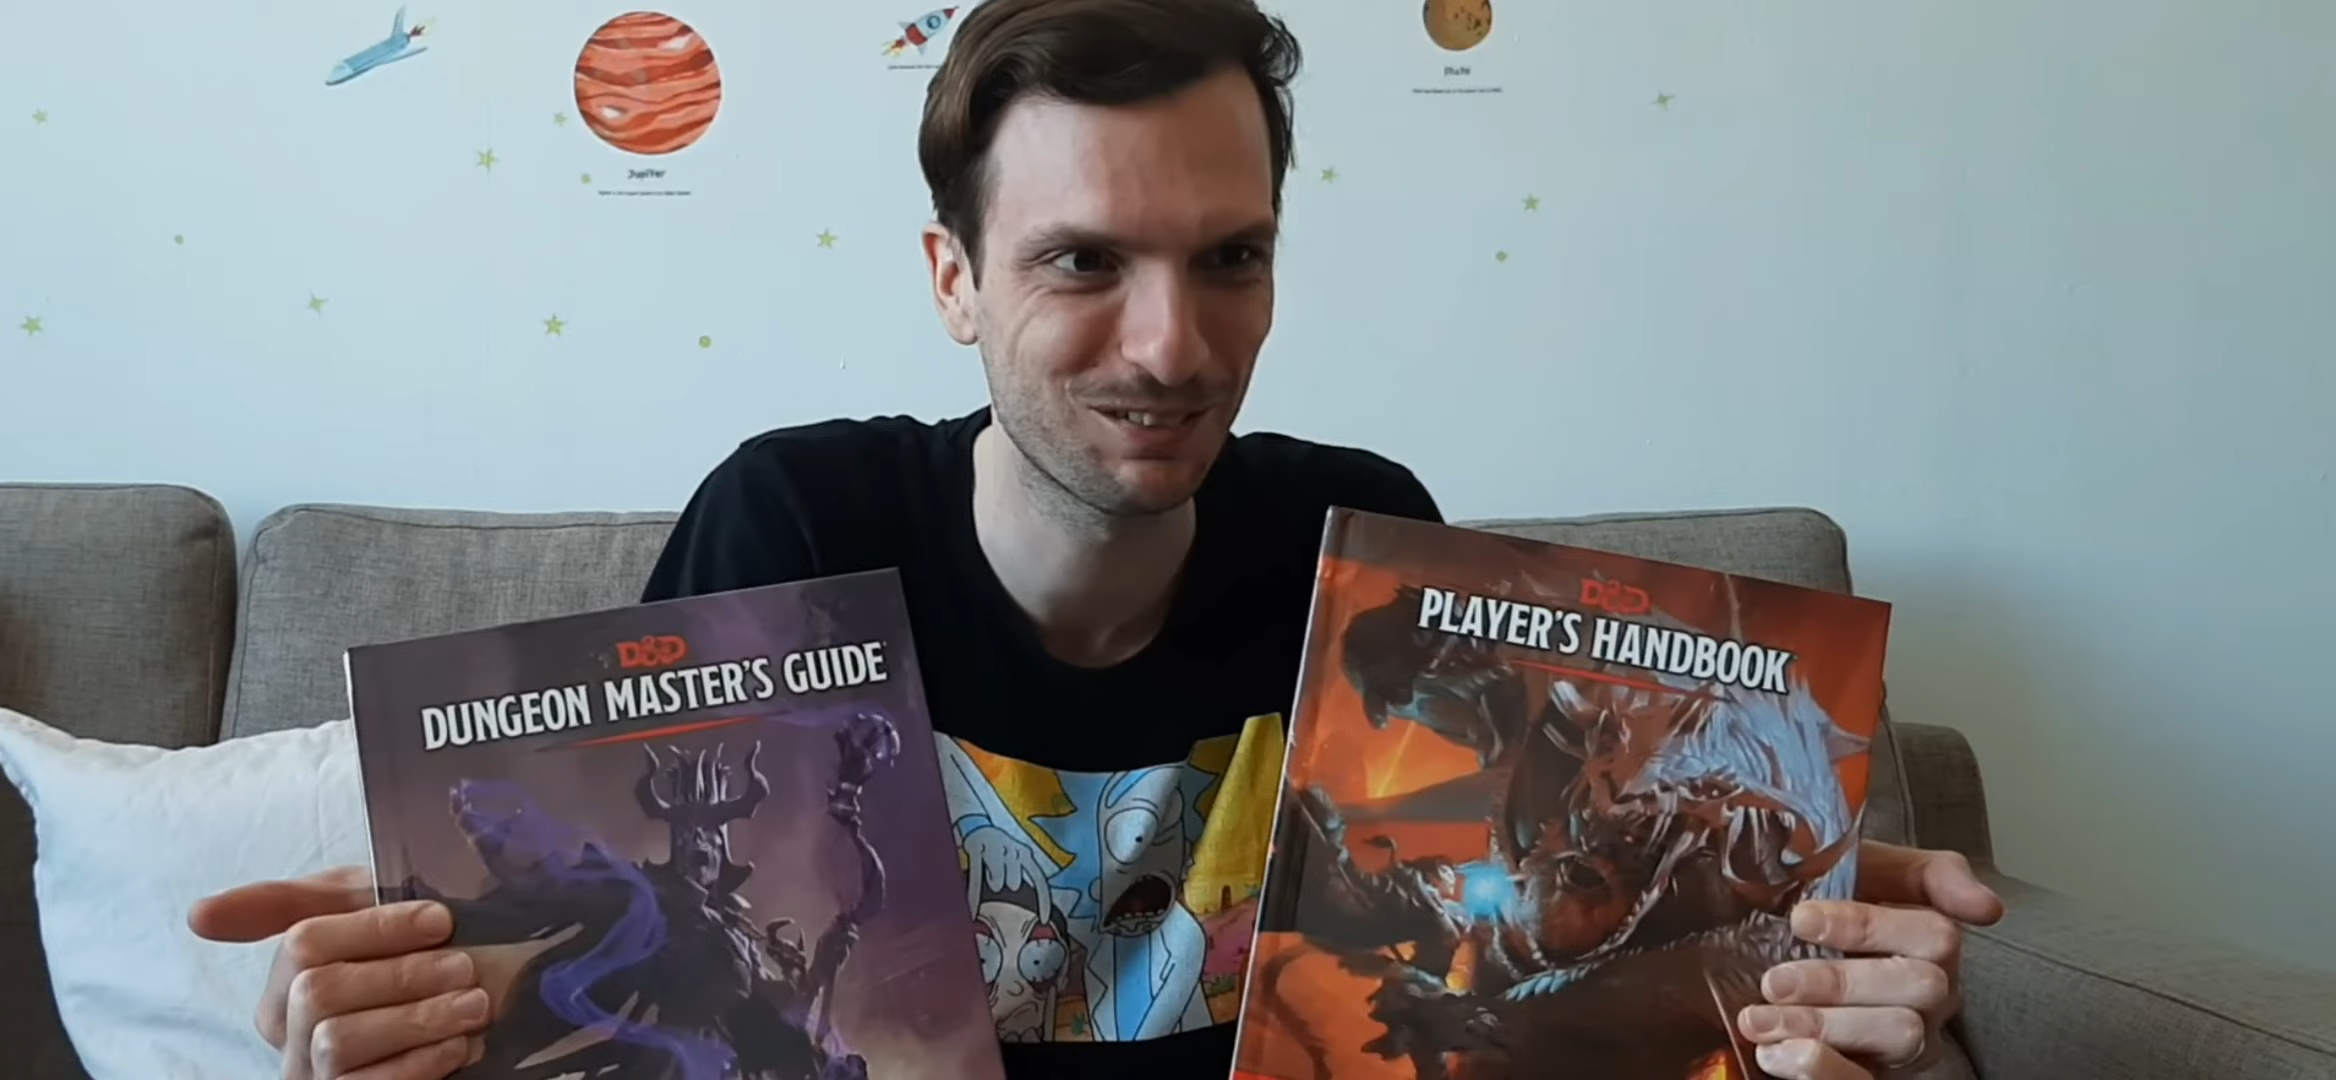 Jupiter
Pluto
D&D
DUNGEON MASTER'S GUIDE
D&D
PLAYER'S HANDBOOK